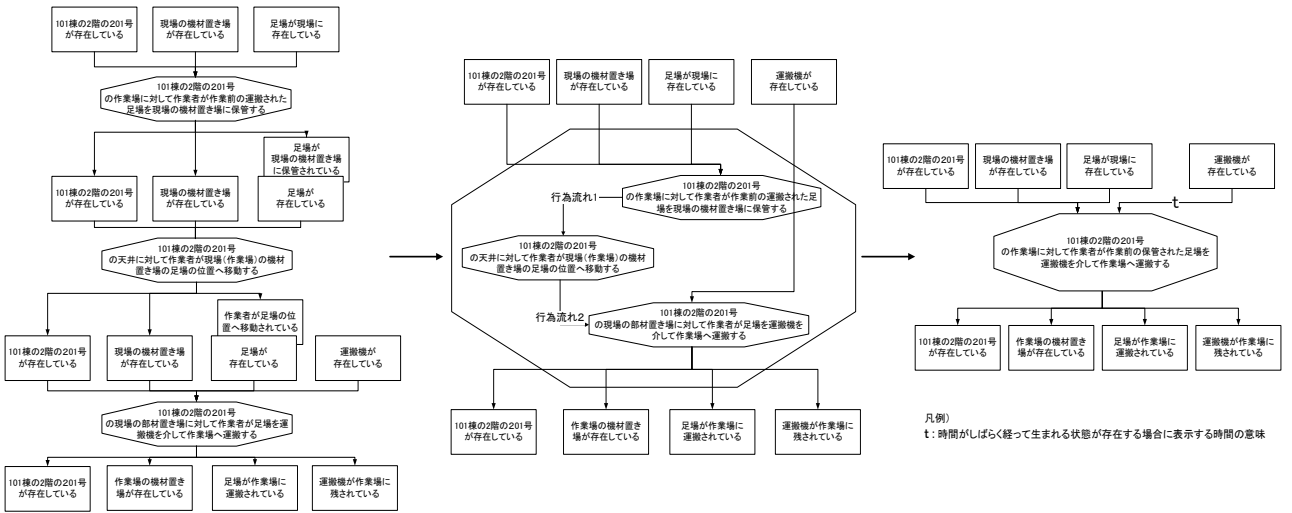 101棟の2階の201号
が存在している
現場の機材置き場
が存在している
足場が現場に
存在している
101棟の2階の201号
の作業場に対して作業者が作業前の運搬された
足場を現場の機材置き場に保管する
足場が
現場の機材置き場
に保管されている
101棟の2階の201号
が存在している
現場の機材置き場
が存在している
足場が
存在している
101棟の2階の201号
の天井に対して作業者が現場(作業場)の機材
置き場の足場の位置へ移動する
作業者が足場の位
置へ移動されている
101棟の2階の201号
が存在している
現場の機材置き場
が存在している
足場が
存在している
運搬機が
存在している
101棟の2階の201号
の現場の部材置き場に対して作業者が足場を運
搬機を介して作業場へ運搬する
101棟の2階の201号
が存在している
作業場の機材置き
場が存在している
足場が作業場に
運搬されている
運搬機が作業場に
残されている
101棟の2階の201号
が存在している
現場の機材置き場
が存在している
足場が現場に
存在している
運搬機が
存在している
101棟の2階の201号
の作業場に対して作業者が作業前の運搬された足
場を現場の機材置き場に保管する
行為流れ1
101棟の2階の201号
の天井に対して作業者が現場(作業場)の機材
置き場の足場の位置へ移動する
行為流れ2
101棟の2階の201号
の現場の部材置き場に対して作業者が足場を運搬機を
介して作業場へ運搬する
101棟の2階の201号
が存在している
作業場の機材置き
場が存在している
足場が作業場に
運搬されている
運搬機が作業場に
残されている
101棟の2階の201号
が存在している
現場の機材置き場
が存在している
足場が現場に
存在している
運搬機が
存在している
t
101棟の2階の201号
の作業場に対して作業者が作業前の保管された足場を
運搬機を介して作業場へ運搬する
101棟の2階の201号
が存在している
作業場の機材置き
場が存在している
足場が作業場に
運搬されている
運搬機が作業場に
残されている
凡例)
t:時間がしばらく経って生まれる状態が存在する場合に表示する時間の意味